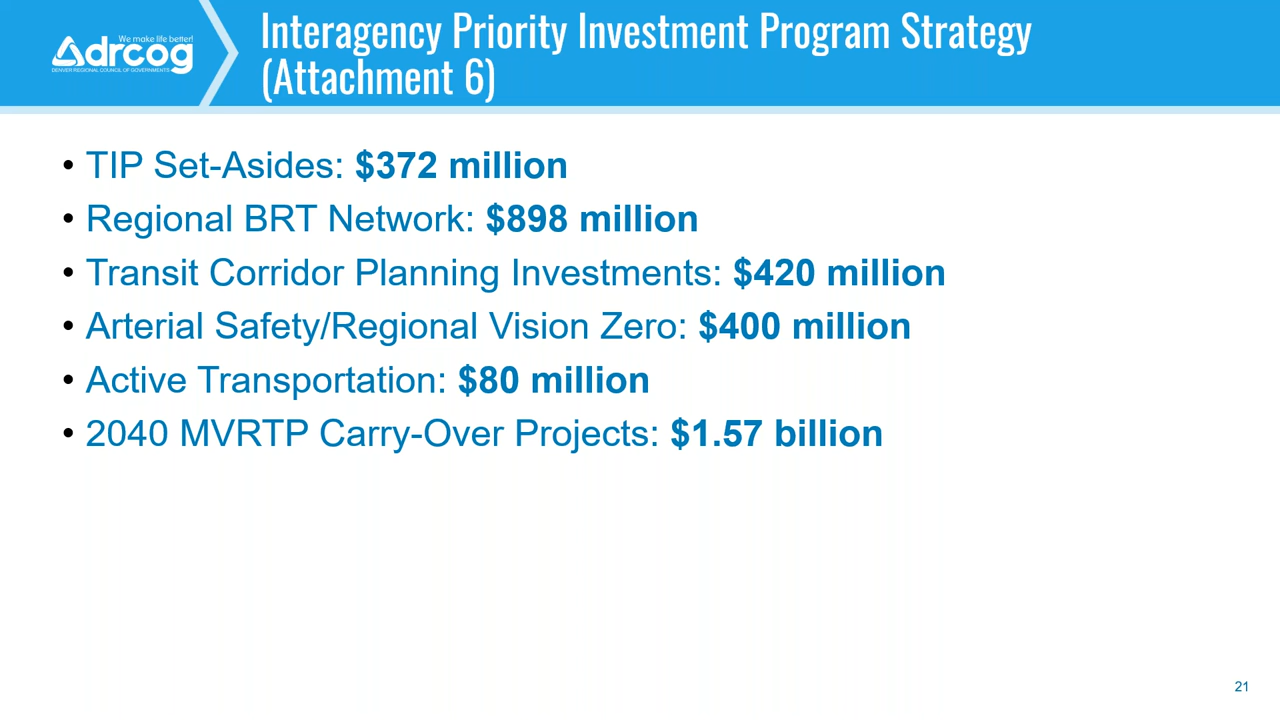 We make life better!
drcog
DENVER REGIONAL COUNCIL OF GOVERNMENTS
Interagency Priority Investment Program Strategy
(Attachment 6)
• TIP Set-Asides: $372 million
• Regional BRT Network: $898 million
• Transit Corridor Planning Investments: $420 million
• Arterial Safety/Regional Vision Zero: $400 million
• Active Transportation: $80 million
• 2040 MVRTP Carry-Over Projects: $1.57 billion
21